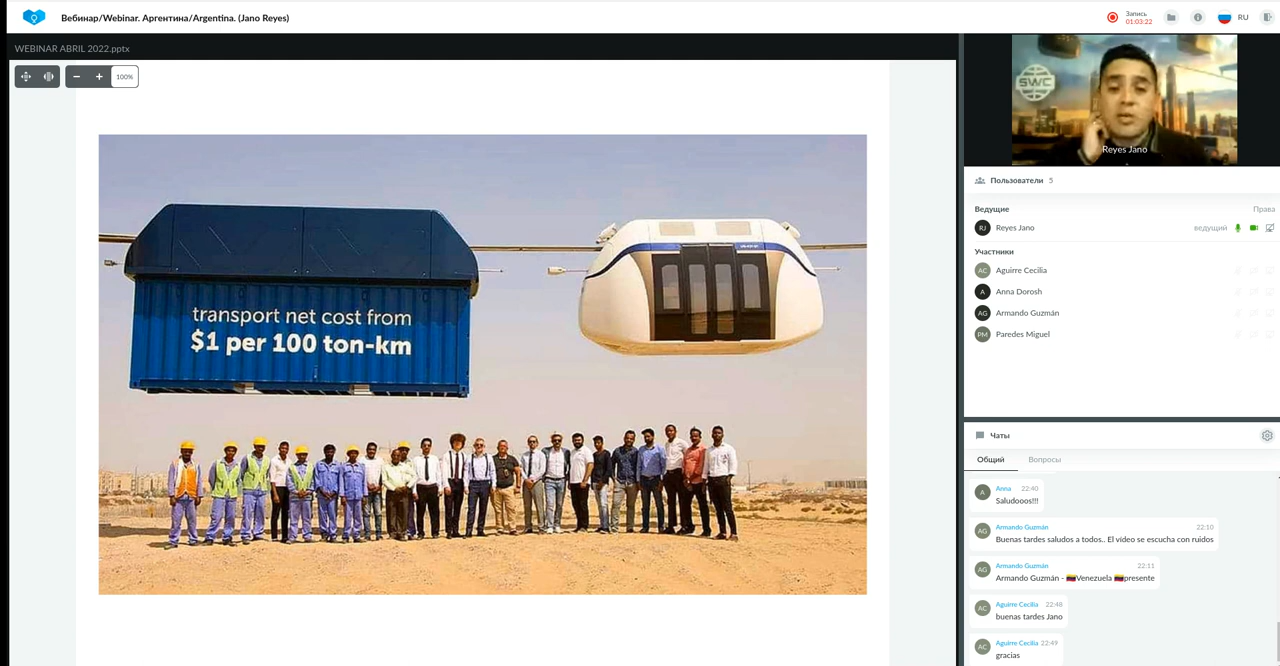 Вебинар/Webinar. Аргентина/Argentina. (Jano Reyes)
Запись
01:03:22
RU
WEBINAR ABRIL 2022.pptx
100%
transport net cost from
$1 per 100 ton-km
SWC
Reyes Jano
Пользователи 5
Ведущие Права
RJ Reyes Jano ведущий
Участники
AC Aguirre Cecilia
A Anna Dorosh
AG Armando Guzmán
PM Paredes Miguel
Чаты
Общий Вопросы
A Anna 22:40
Saludooos!!!
AG Armando Guzmán 22:10
Buenas tardes saludos a todos.. El vídeo se escucha con ruidos
AG Armando Guzmán 22:11
Armando Guzmán - 🇻🇪Venezuela 🇻🇪presente
AC Aguirre Cecilia 22:48
buenas tardes Jano
AC Aguirre Cecilia 22:49
gracias